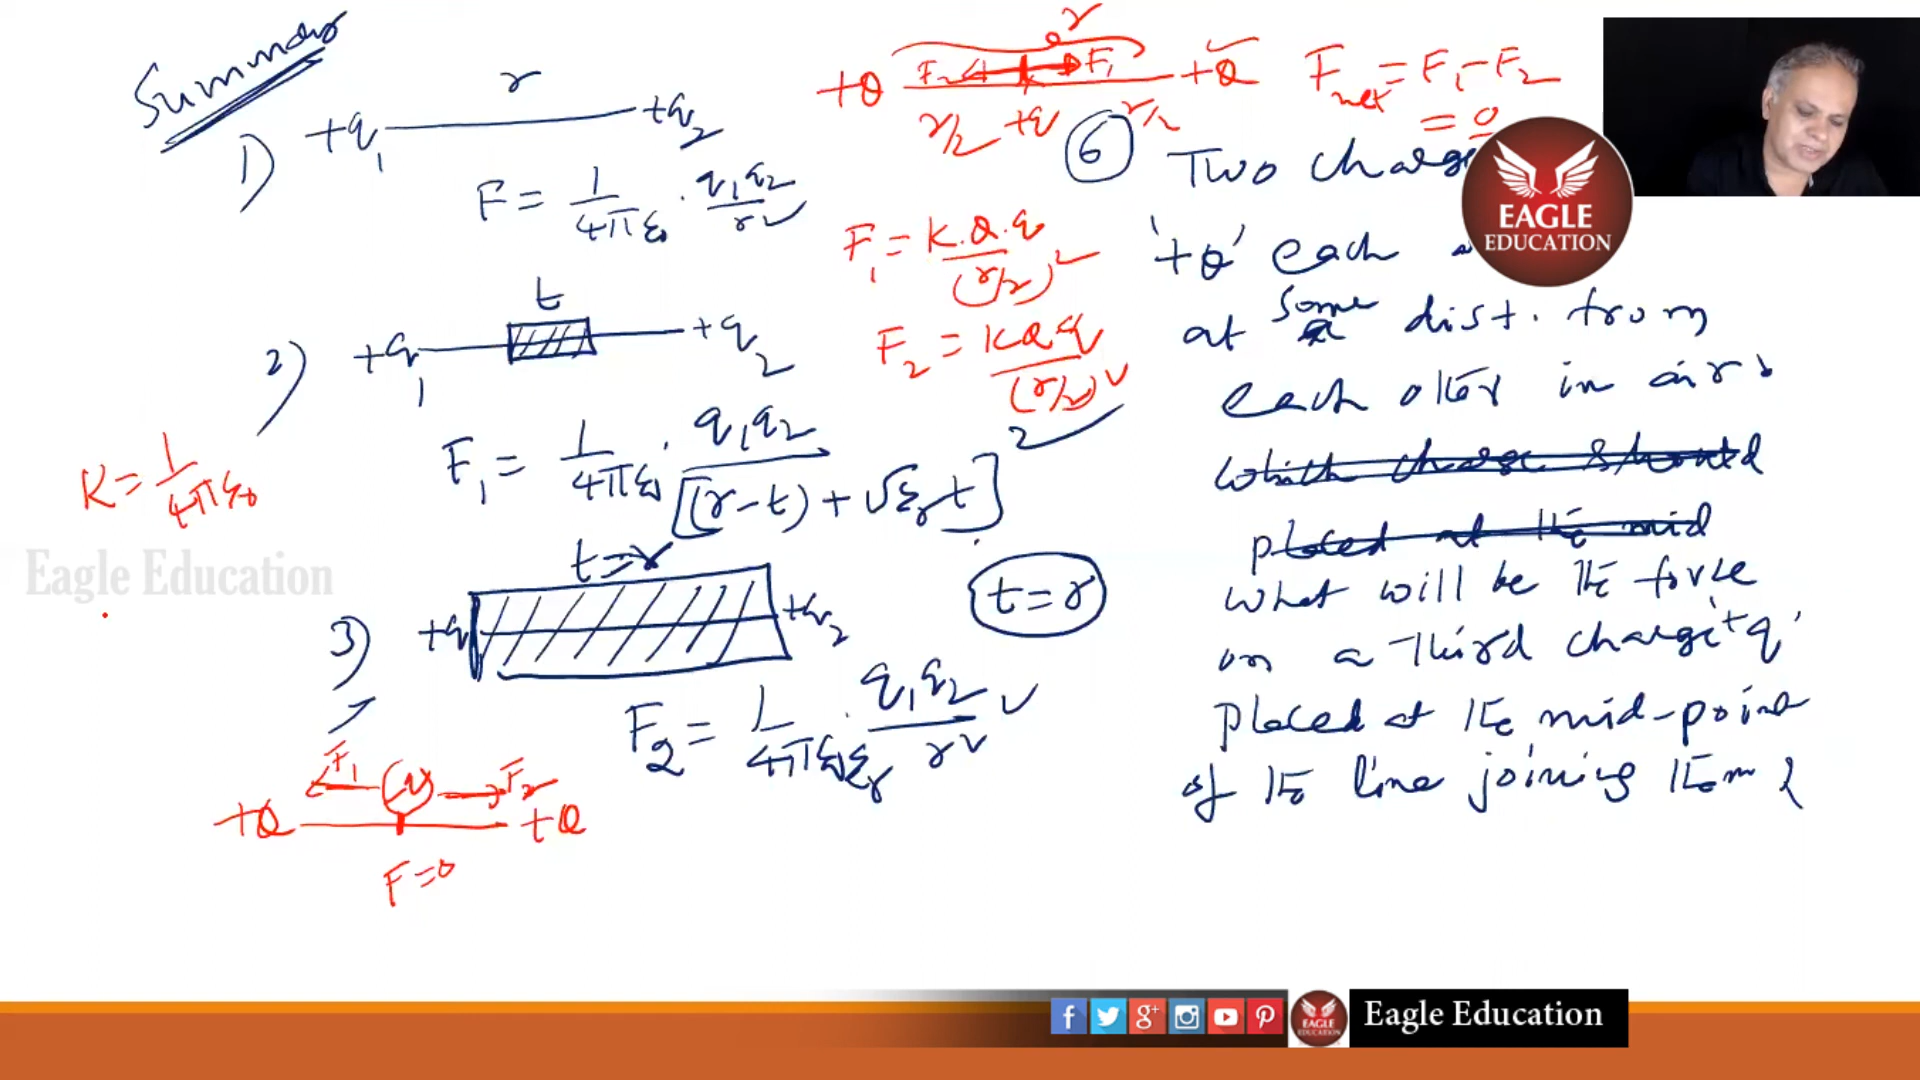 Summary
1) +q₁ r +q₂
F = 1/4πε₀ · q₁q₂/r²
2) +q₁ t +q₂
F₁ = 1/4πε₀ · q₁q₂/[(r-t) + √εᵣ t]²
K = 1/4πε₀
t = r
3) +q₁ +q₂
t = r
F₂ = 1/4πε₀εᵣ · q₁q₂/r²
F₁ F₂
+Q +Q
F = 0
r
+Q F₂ F₁ +Q
r/2 +q r/2
Fnet = F₁ - F₂
= 0
F₁ = K.Q.q/(r/2)²
F₂ = KQq/(r/2)²
6 Two charge
'+Q' each
at some dist. from
each other in air,
which charge should
placed at the mid
what will be the force
on a third charge '+q'
placed at the mid-point
of the line joining them?
EAGLE
EDUCATION
Eagle Education
EAGLE
EDUCATION
Eagle Education